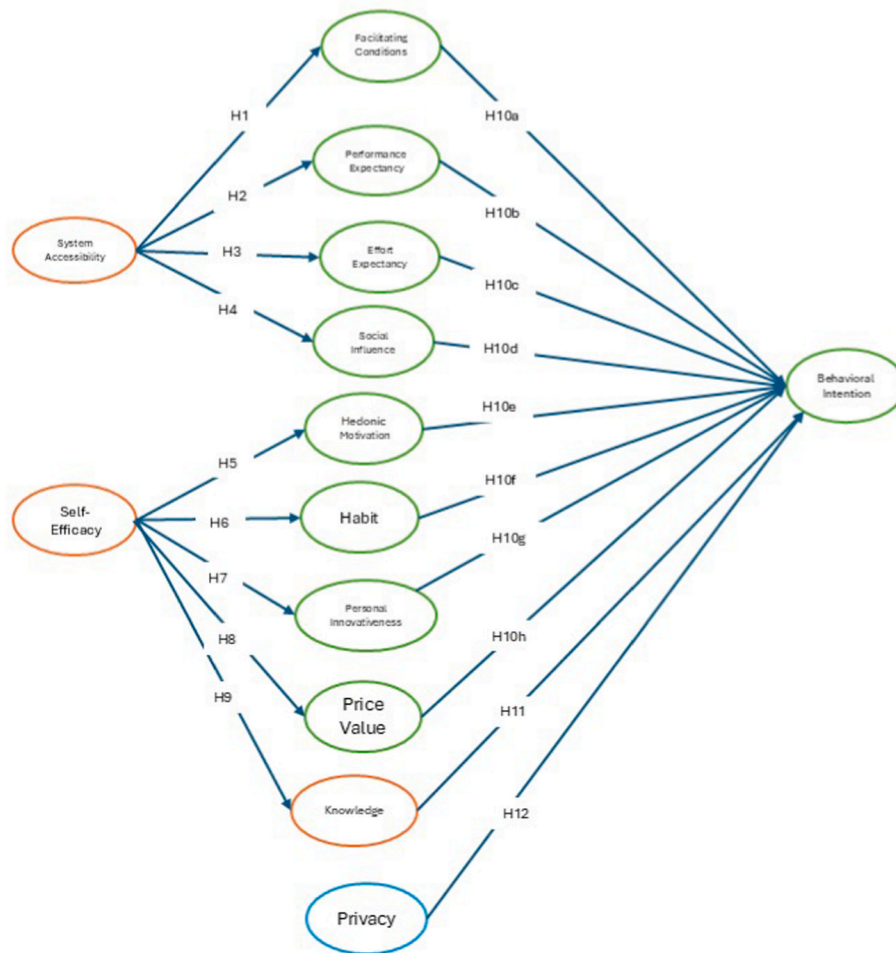 Facilitating
Conditions
H1
H10a
Performance
Expectancy
H2
H10b
System
Accessibility
H3
Effort
Expectancy
H10c
H4
Social
Influence
H10d
Behavioral
Intention
Hedonic
Motivation
H10e
H5
H10f
Self-
Efficacy
H6
Habit
H10g
H7
Personal
Innovativeness
H8
H10h
Price
Value
H9
H11
Knowledge
H12
Privacy